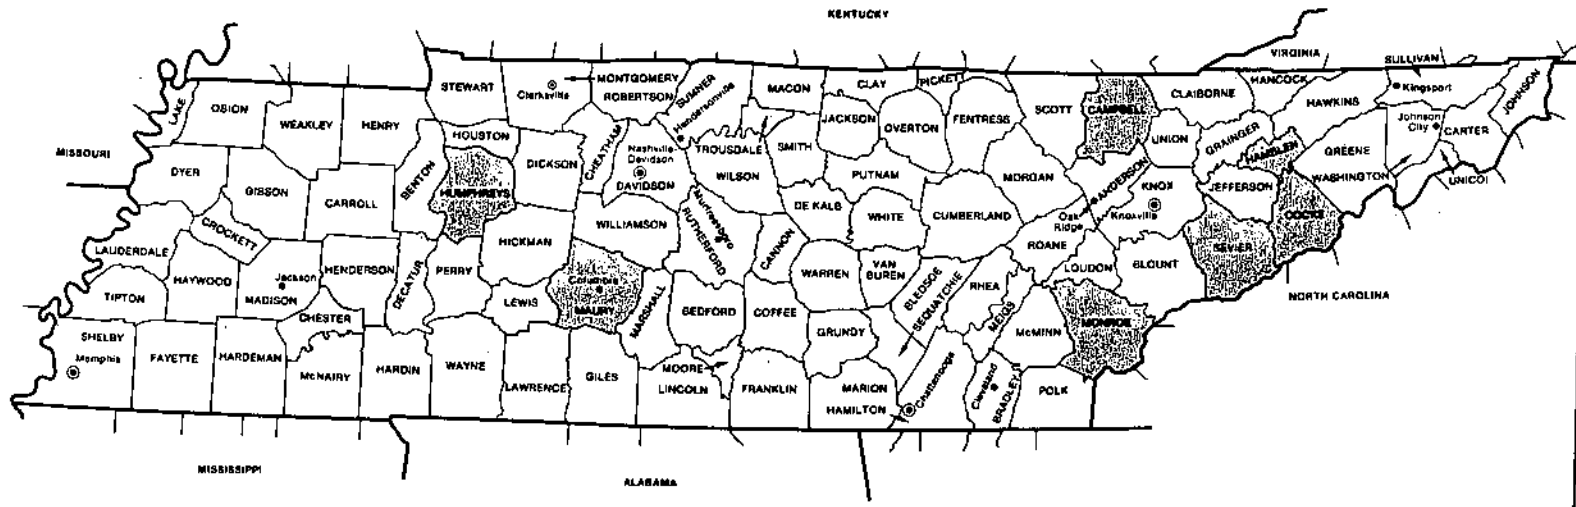 KENTUCKY
VIRGINIA
SULLIVAN
MISSOURI
NORTH CAROLINA
MISSISSIPPI
ALABAMA
LAKE
OSION
WEAKLEY
HENRY
STEWART
Clarksville
MONTGOMERY
ROBERTSON
SUMNER
Hendersonville
MACON
CLAY
PICKET
SCOTT
CAMPBELL
CLAIBORNE
HANCOCK
HAWKINS
Kingsport
JOHNSON
HOUSTON
DICKSON
CHEATHAM
Nashville-
Davidson
DAVIDSON
TROUSDALE
WILSON
SMITH
JACKSON
OVERTON
FENTRESS
UNION
GRAINGER
HAMBLEN
GREENE
Johnson
City
CARTER
WASHINGTON
UNICOI
DYER
GIBSON
CARROLL
BENTON
HUMPHREYS
PUTNAM
MORGAN
ANDERSON
KNOX
Knoxville
JEFFERSON
COCKE
LAUDERDALE
CROCKETT
HAYWOOD
Jackson
MADISON
HENDERSON
DECATUR
PERRY
HICKMAN
WILLIAMSON
Murfreesboro
RUTHERFORD
CANNON
DE KALB
WHITE
CUMBERLAND
Oak
Ridge
ROANE
LOUDON
BLOUNT
SEVIER
TIPTON
CHESTER
LEWIS
Columbia
MAURY
MARSHALL
BEDFORD
COFFEE
WARREN
VAN
BUREN
BLEDSOE
SEQUATCHIE
RHEA
MEIGS
McMINN
MONROE
SHELBY
Memphis
FAYETTE
HARDEMAN
McNAIRY
HARDIN
WAYNE
LAWRENCE
GILES
MOORE
LINCOLN
FRANKLIN
GRUNDY
MARION
HAMILTON
Chattanooga
Cleveland
BRADLEY
POLK